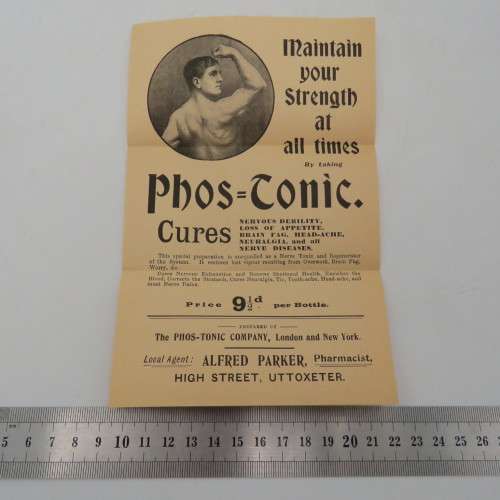 Maintain
your
Strength
at
all times
By taking
Phos=Tonic.
Cures
NERVOUS DEBILITY,
LOSS OF APPETITE,
BRAIN FAG, HEAD-ACHE,
NEURALGIA, and all
NERVE DISEASES.
This special preparation is unequalled as a Nerve Tonic and Regenerator
of the System. It restores lost vigour resulting from Overwork, Brain Fag,
Worry, &c.
Cures Nervous Exhaustion and General Health, Enriches the
Blood, Corrects the Stomach, Cures Neuralgia, Tic, Tooth-ache, Head-ache, and
most Nerve Pains.
Price 9½d per Bottle.
PREPARED BY
The PHOS-TONIC COMPANY, London and New York.
Local Agent: ALFRED PARKER, Pharmacist,
HIGH STREET, UTTOXETER.
5 6 7 8 9 10 11 12 13 14 15 16 17 18 19 20 21 22 23 24 25 26